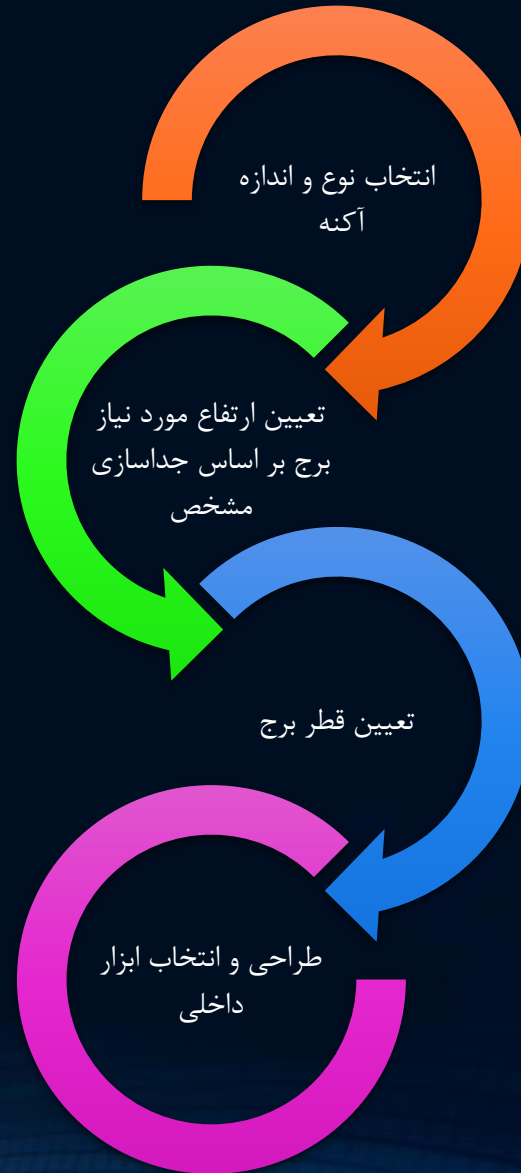 انتخاب نوع و اندازه
آکنه
تعیین ارتفاع مورد نیاز
برج بر اساس جداسازی
مشخص
تعیین قطر برج
طراحی و انتخاب ابزار
داخلی